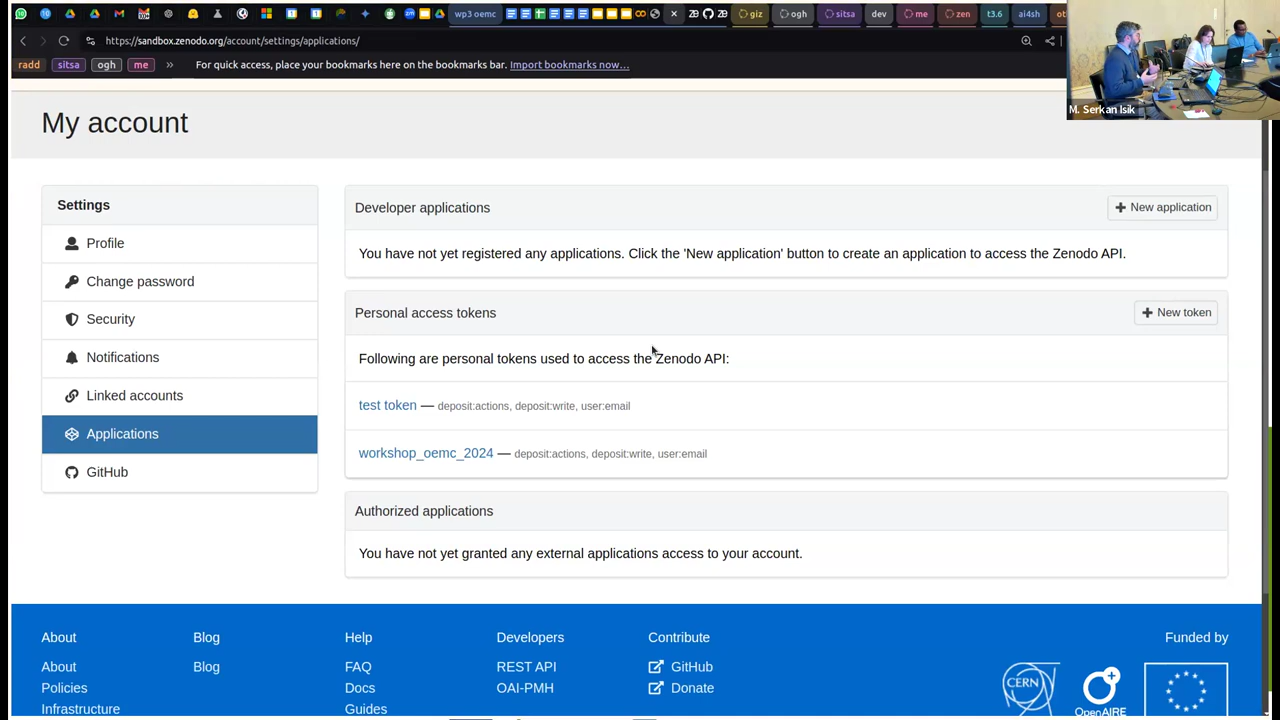 wp3 oemc
giz
ogh
sitsa
dev
me
zen
t3.6
ai4sh
https://sandbox.zenodo.org/account/settings/applications/
radd
sitsa
ogh
me
For quick access, place your bookmarks here on the bookmarks bar. Import bookmarks now…
M. Serkan Isik
My account
Settings
Profile
Change password
Security
Notifications
Linked accounts
Applications
GitHub
Developer applications
New application
You have not yet registered any applications. Click the 'New application' button to create an application to access the Zenodo API.
Personal access tokens
New token
Following are personal tokens used to access the Zenodo API:
test token — deposit:actions, deposit:write, user:email
workshop_oemc_2024 — deposit:actions, deposit:write, user:email
Authorized applications
You have not yet granted any external applications access to your account.
About
About
Policies
Infrastructure
Blog
Blog
Help
FAQ
Docs
Guides
Developers
REST API
OAI-PMH
Contribute
GitHub
Donate
Funded by
CERN
OpenAIRE